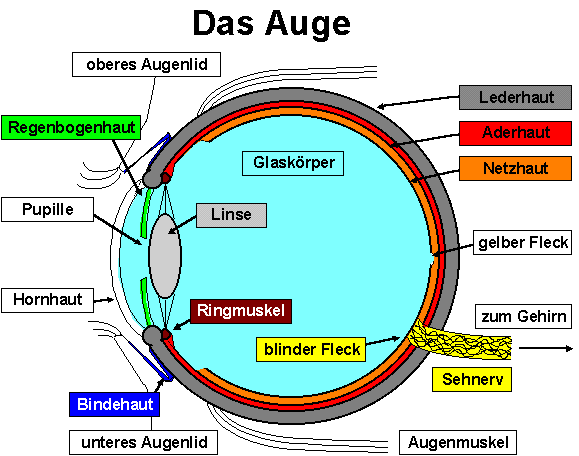 Das Auge
oberes Augenlid
Lederhaut
Regenbogenhaut
Aderhaut
Glaskörper
Netzhaut
Pupille
Linse
gelber Fleck
Hornhaut
Ringmuskel
zum Gehirn
blinder Fleck
Sehnerv
Bindehaut
unteres Augenlid
Augenmuskel